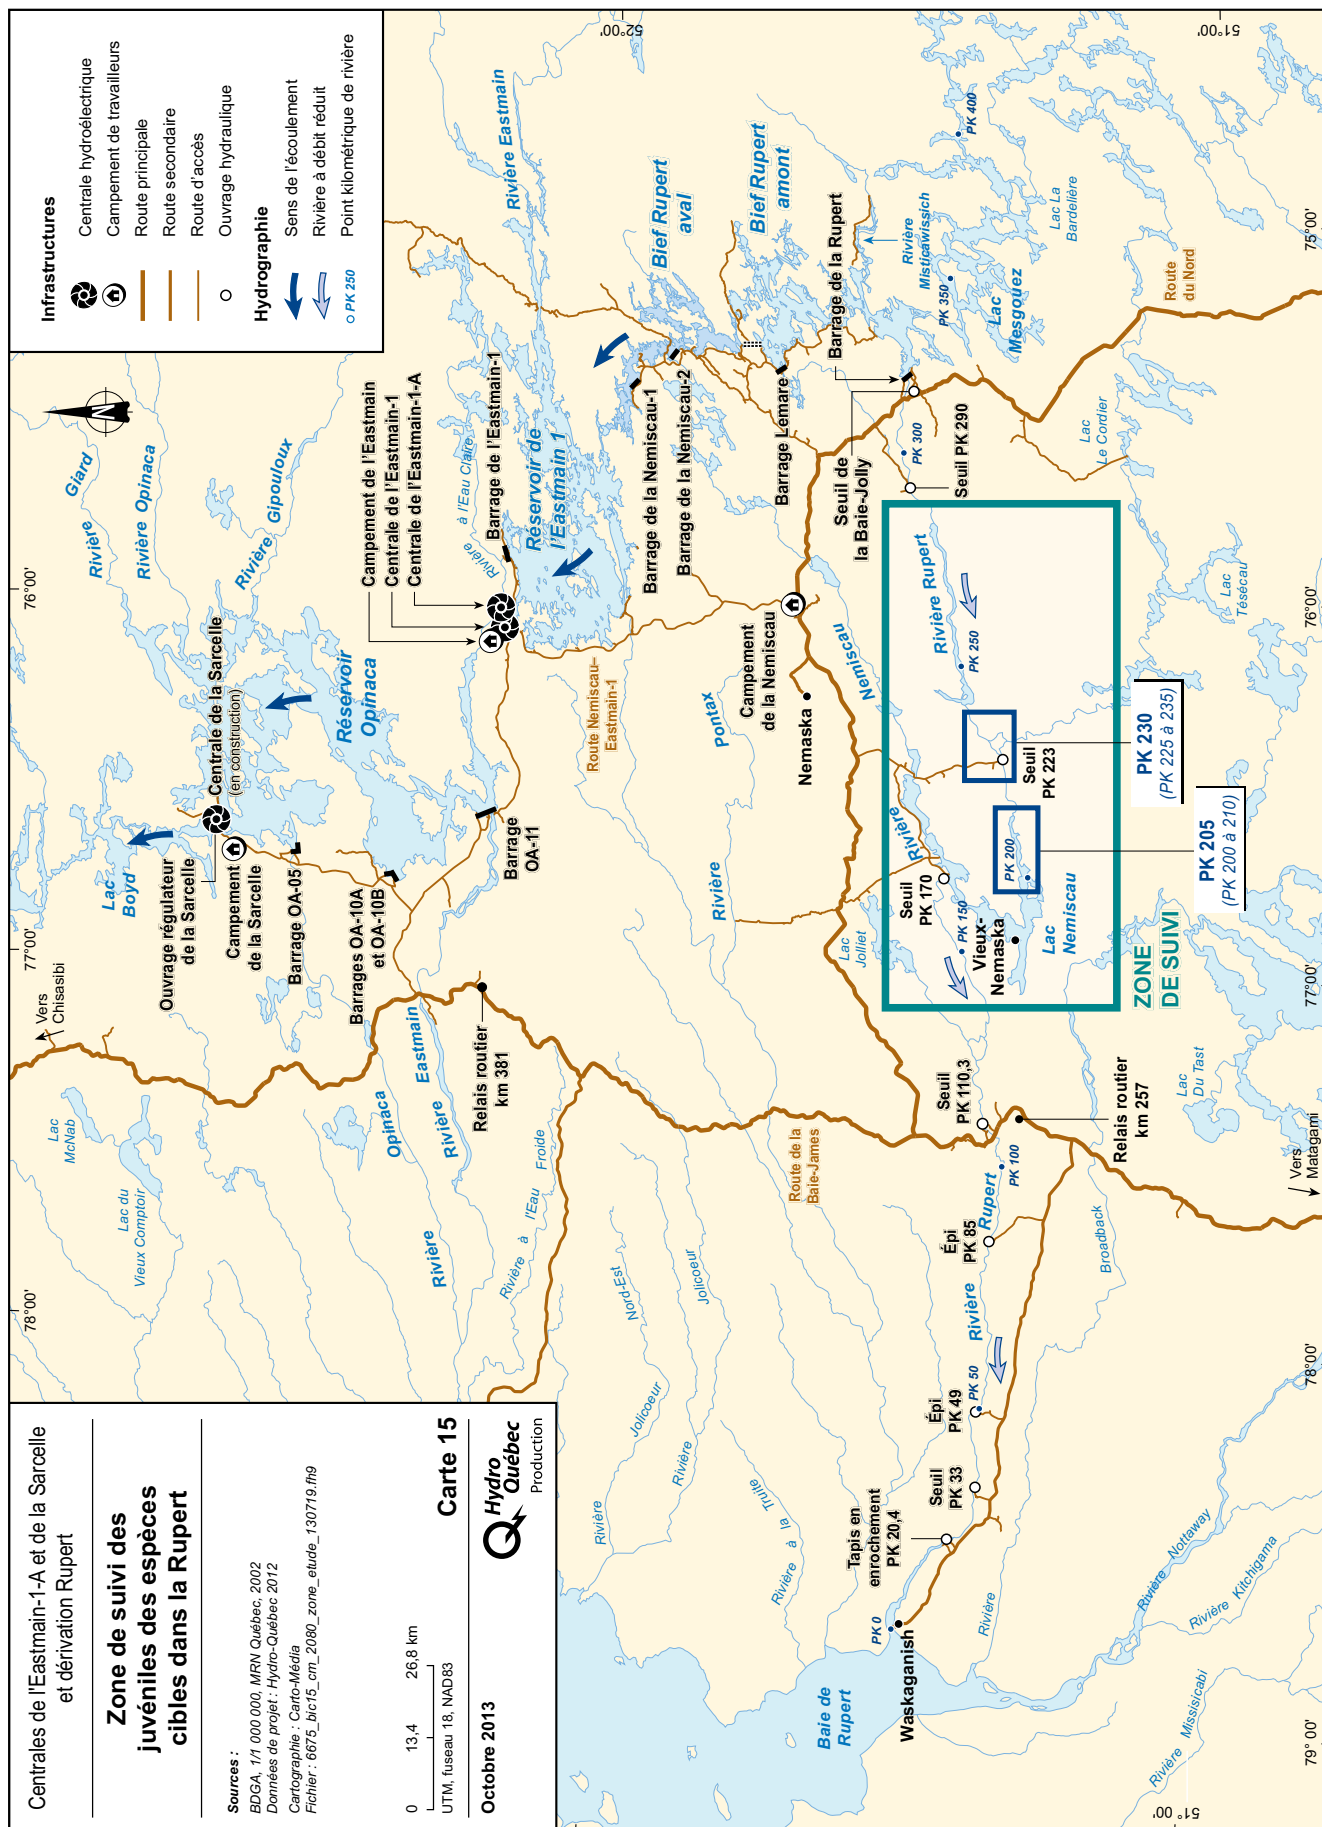 Centrales de l'Eastmain-1-A et de la Sarcelle
et dérivation Rupert
Zone de suivi des
juvéniles des espèces
cibles dans la Rupert
Sources :
BDGA, 1/1 000 000, MRN Québec, 2002
Données de projet : Hydro-Québec 2012
Cartographie : Carto-Média
Fichier : 6675_bic15_cm_2080_zone_etude_130719.fh9
0 13,4 26,8 km
UTM, fuseau 18, NAD83
Octobre 2013
Carte 15
Hydro
Québec
Production
Infrastructures
Centrale hydroélectrique
Campement de travailleurs
Route principale
Route secondaire
Route d'accès
Ouvrage hydraulique
Hydrographie
Sens de l'écoulement
Rivière à débit réduit
PK 250
Point kilométrique de rivière
N
78°00'
77°00'
76°00'
52°00'
51°00'
75°00'
76°00'
77°00'
78°00'
79° 00'
51° 00'
Vers
Chisasibi
Lac
McNab
Lac du
Vieux Comptoir
Lac
Boyd
Ouvrage régulateur
de la Sarcelle
Campement
de la Sarcelle
Centrale de la Sarcelle
(en construction)
Barrage OA-05
Barrages OA-10A
et OA-10B
Réservoir
Opinaca
Rivière Giard
Rivière Opinaca
Rivière Gipouloux
Campement de l'Eastmain
Centrale de l'Eastmain-1
Centrale de l'Eastmain-1-A
Barrage de l'Eastmain-1
Rivière à l'Eau Claire
Réservoir de
l'Eastmain 1
Rivière Eastmain
Barrage
OA-11
Rivière Opinaca
Rivière Eastmain
Relais routier
km 381
Rivière à l'Eau Froide
Route Nemiscau–
Eastmain-1
Barrage de la Nemiscau-1
Barrage de la Nemiscau-2
Bief Rupert
aval
Bief Rupert
amont
Barrage Lemare
Barrage de la Rupert
Rivière
Misticawissich
PK 400
PK 350
Lac
Mesgouez
Lac La
Bardelière
Route
du Nord
Seuil de
la Baie-Jolly
PK 300
Seuil PK 290
Lac
Le Cordier
Campement
de la Nemiscau
Nemaska
Rivière Pontax
Rivière Nemiscau
Rivière Rupert
PK 250
Lac
Tésécau
Seuil
PK 223
PK 230
(PK 225 à 235)
PK 200
PK 205
(PK 200 à 210)
Seuil
PK 170
PK 150
Vieux-
Nemaska
Lac
Nemiscau
ZONE
DE SUIVI
Lac
Jolliet
Rivière Nord-Est
Rivière Jolicoeur
Jolicoeur
Route de la
Baie-James
Rivière à la Truite
Seuil
PK 110,3
PK 100
Relais routier
km 257
Lac
Du Tast
Vers
Matagami
Rivière Rupert
Épi
PK 85
Rivière Broadback
Épi
PK 49
PK 50
Seuil
PK 33
Tapis en
enrochement
PK 20,4
PK 0
Waskaganish
Baie de
Rupert
Rivière Nottaway
Rivière Kitchigama
Rivière Missisicabi